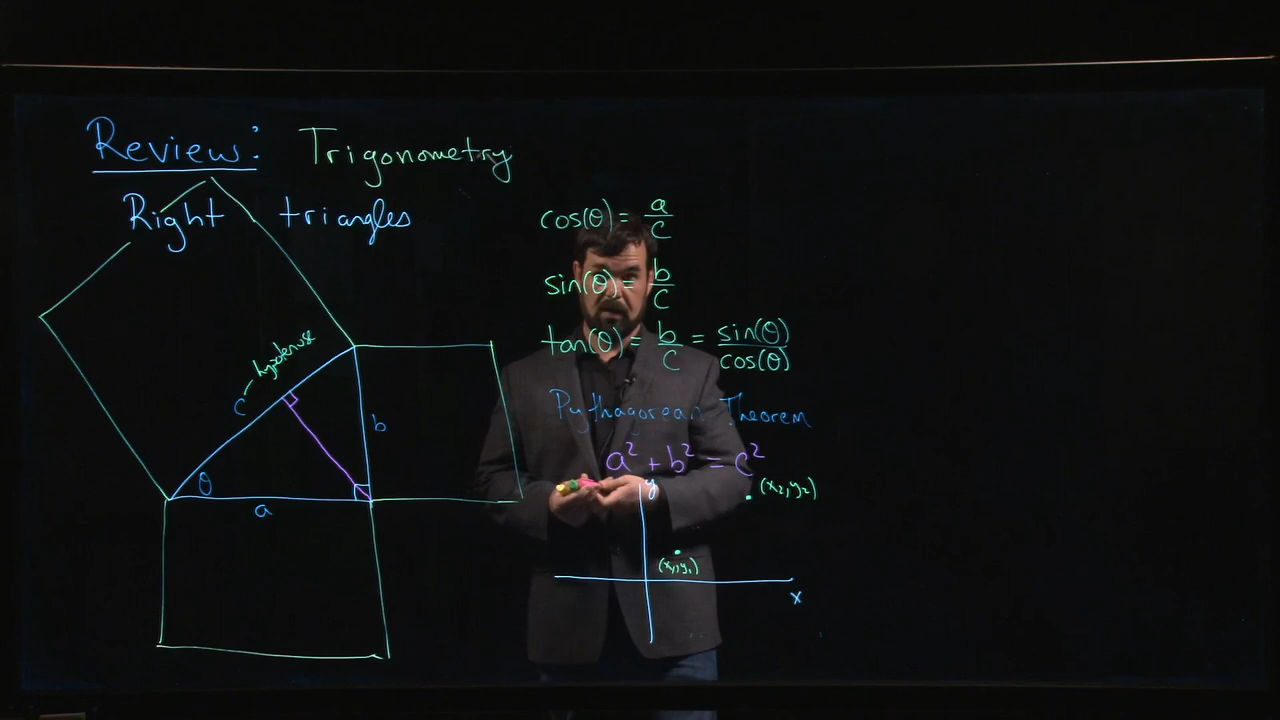 Review: Trigonometry
Right triangles
hypotenuse
c
b
θ
a
cos(θ) = a/c
sin(θ) = b/c
tan(θ) = b/c = sin(θ)/cos(θ)
Pythagorean Theorem
a² + b² = c²
y
(x₂, y₂)
(x₁, y₁)
x